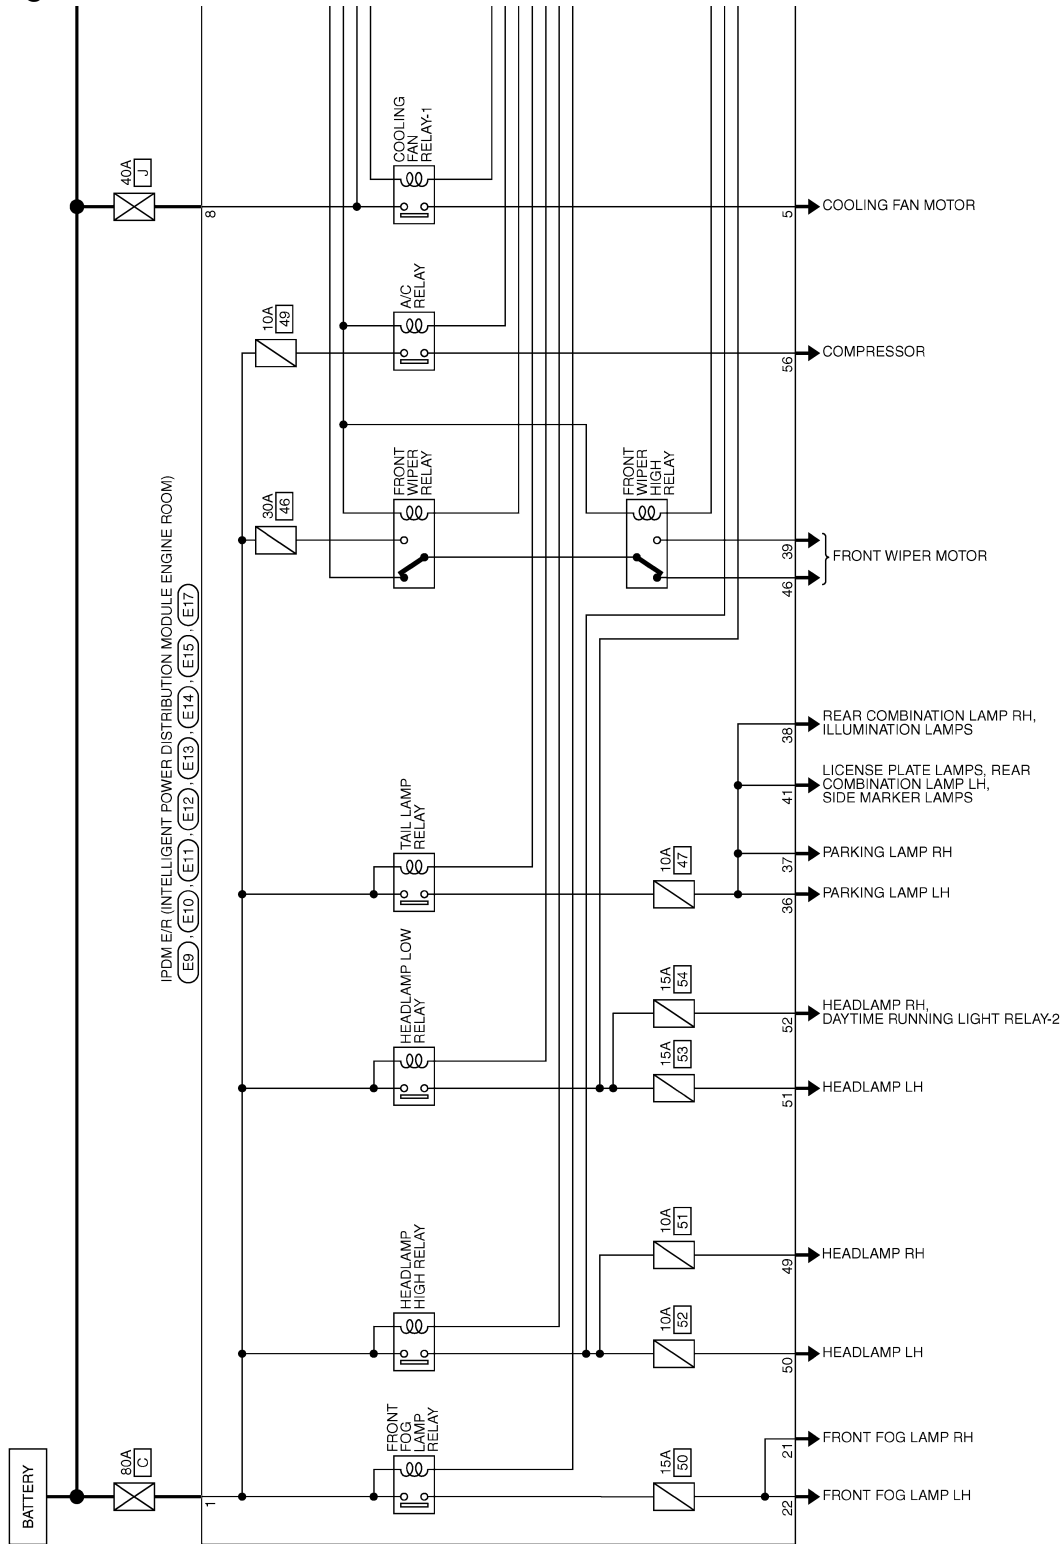 40A
J
8
COOLING
FAN
RELAY-1
5
COOLING FAN MOTOR
10A
49
A/C
RELAY
56
COMPRESSOR
30A
46
FRONT
WIPER
RELAY
FRONT
WIPER
HIGH
RELAY
39
46
FRONT WIPER MOTOR
IPDM E/R (INTELLIGENT POWER DISTRIBUTION MODULE ENGINE ROOM)
E9 , E10 , E11 , E12 , E13 , E14 , E15 , E17
38
REAR COMBINATION LAMP RH,
ILLUMINATION LAMPS
41
LICENSE PLATE LAMPS, REAR
COMBINATION LAMP LH,
SIDE MARKER LAMPS
TAIL LAMP
RELAY
10A
47
37
PARKING LAMP RH
36
PARKING LAMP LH
HEADLAMP LOW
RELAY
15A
54
52
HEADLAMP RH,
DAYTIME RUNNING LIGHT RELAY-2
15A
53
51
HEADLAMP LH
HEADLAMP
HIGH RELAY
10A
51
49
HEADLAMP RH
10A
52
50
HEADLAMP LH
FRONT
FOG
LAMP
RELAY
21
FRONT FOG LAMP RH
BATTERY
80A
C
1
15A
50
22
FRONT FOG LAMP LH